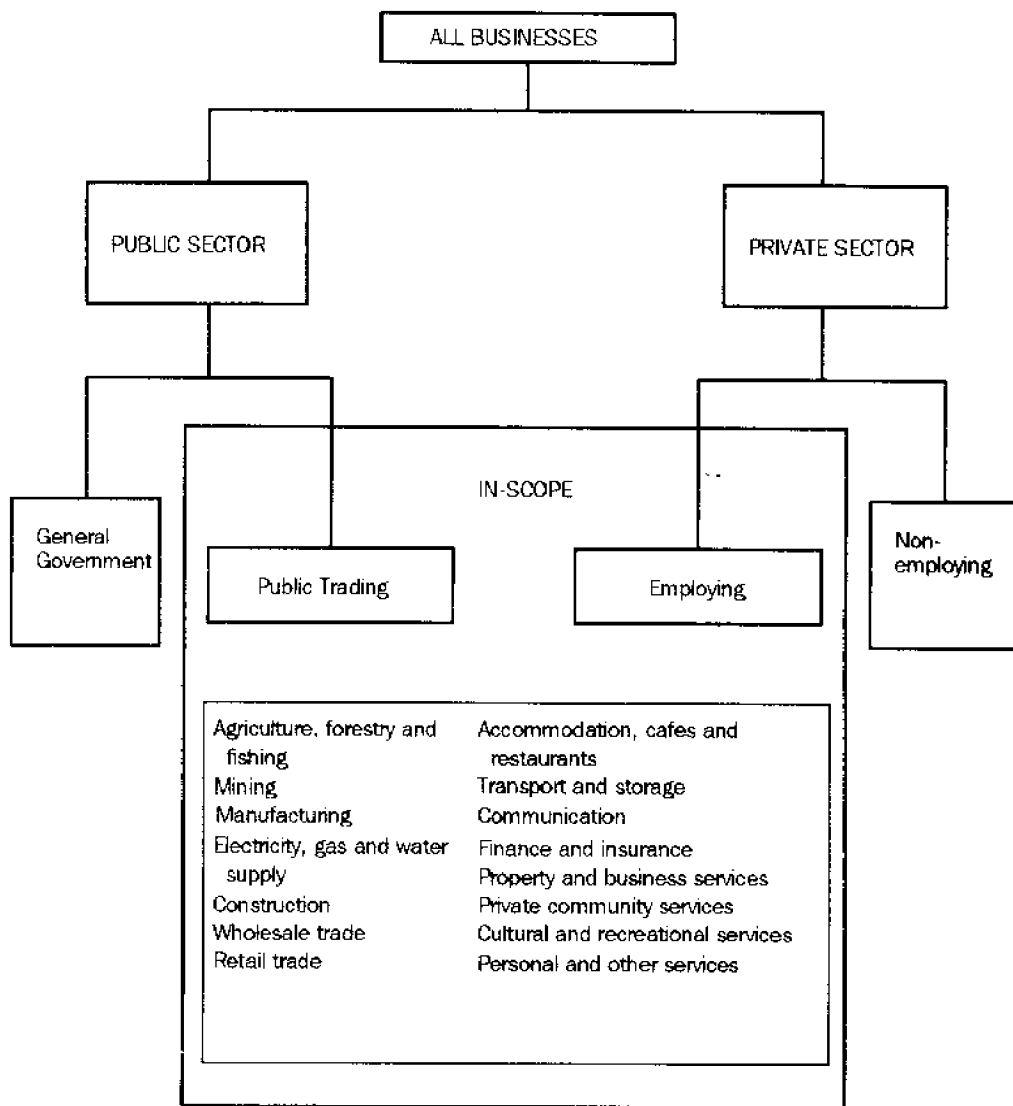 ALL BUSINESSES
PUBLIC SECTOR
PRIVATE SECTOR
IN-SCOPE
General
Government
Public Trading
Employing
Non-
employing
Agriculture, forestry and
fishing
Mining
Manufacturing
Electricity, gas and water
supply
Construction
Wholesale trade
Retail trade
Accommodation, cafes and
restaurants
Transport and storage
Communication
Finance and insurance
Property and business services
Private community services
Cultural and recreational services
Personal and other services